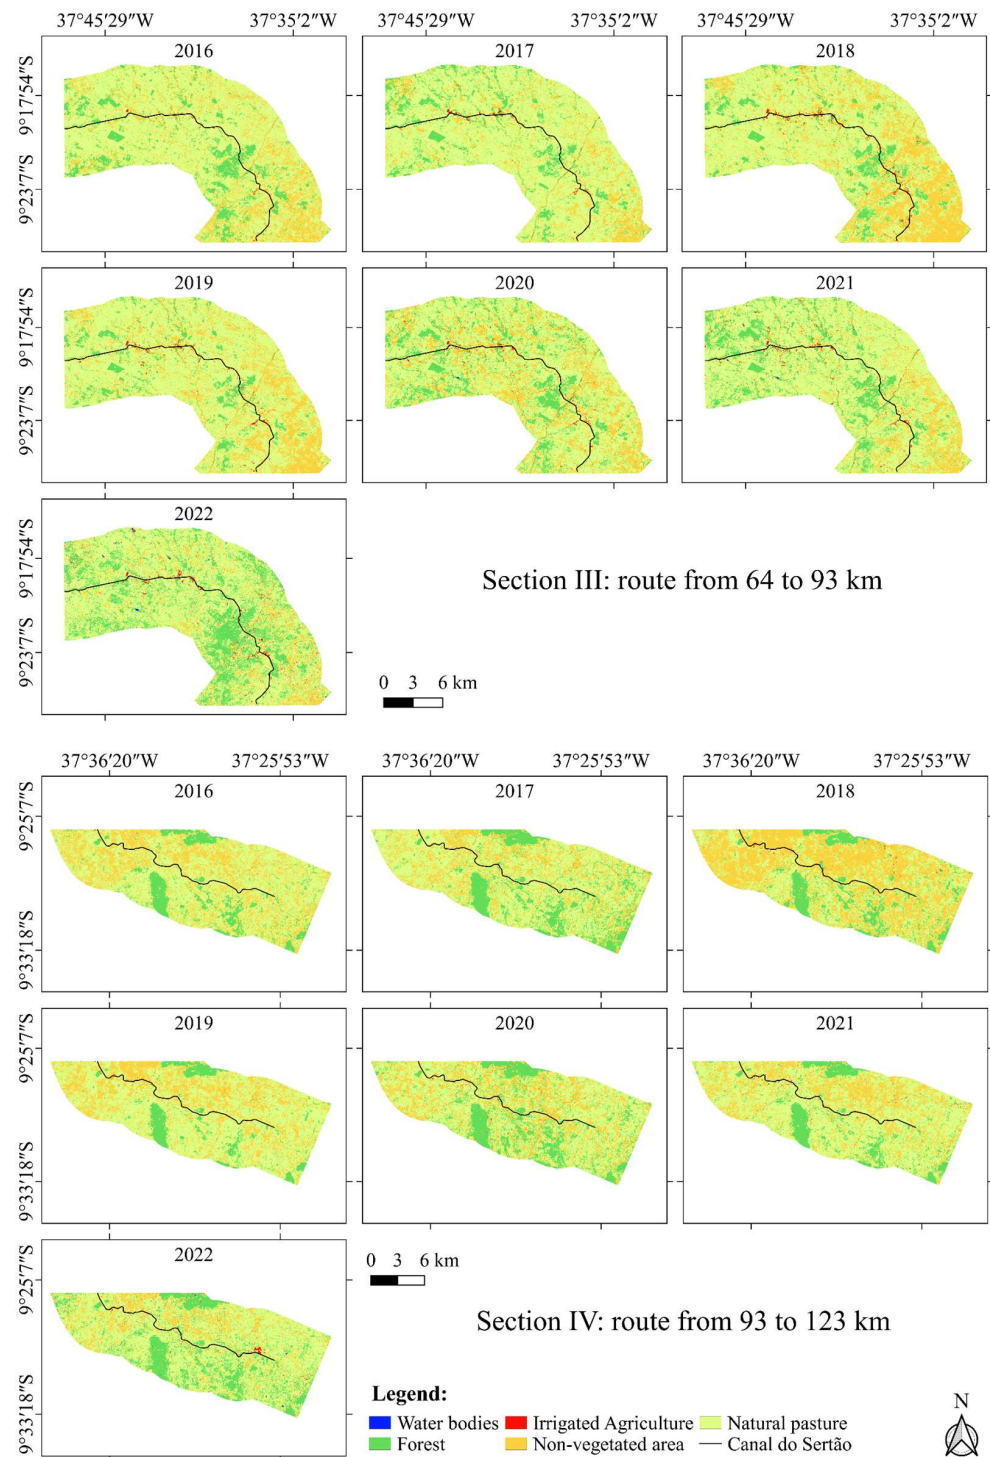 37°45′29″W 37°35′2″W 37°45′29″W 37°35′2″W 37°45′29″W 37°35′2″W
2016 2017 2018
9°17′54″S
9°23′7″S
2019 2020 2021
9°17′54″S
9°23′7″S
2022
9°17′54″S
9°23′7″S
Section III: route from 64 to 93 km
0 3 6 km
37°36′20″W 37°25′53″W 37°36′20″W 37°25′53″W 37°36′20″W 37°25′53″W
2016 2017 2018
9°25′7″S
9°33′18″S
2019 2020 2021
9°25′7″S
9°33′18″S
2022
9°25′7″S
9°33′18″S
0 3 6 km
Section IV: route from 93 to 123 km
Legend:
Water bodies Irrigated Agriculture Natural pasture
Forest Non-vegetated area Canal do Sertão
N